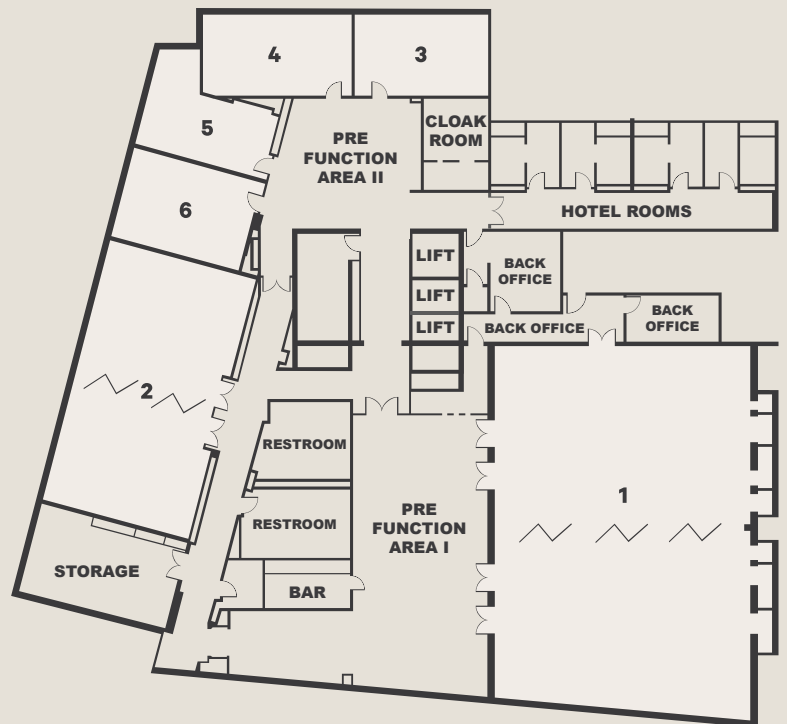 4
3
5
CLOAK
ROOM
PRE
FUNCTION
AREA II
6
HOTEL ROOMS
LIFT
BACK
OFFICE
LIFT
LIFT
BACK OFFICE
BACK
OFFICE
2
RESTROOM
1
RESTROOM
PRE
FUNCTION
AREA I
STORAGE
BAR